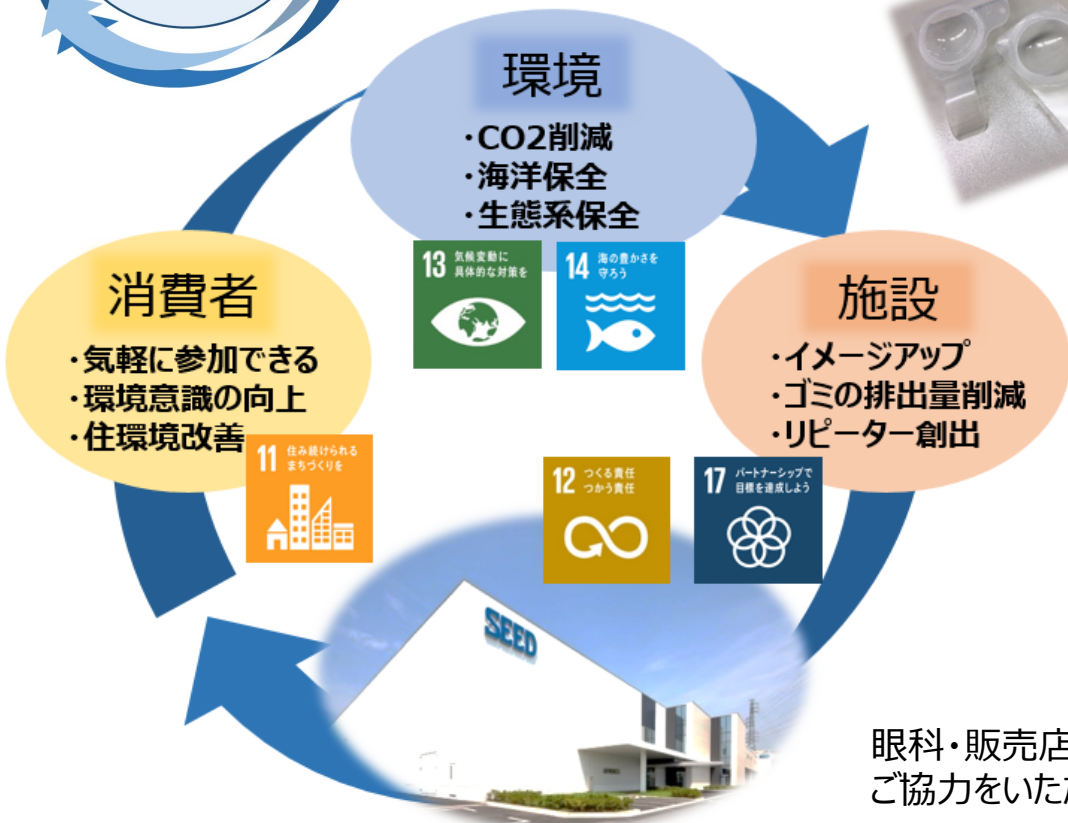 環境
・CO2削減
・海洋保全
・生態系保全
13 気候変動に
具体的な対策を
14 海の豊かさを
守ろう
消費者
・気軽に参加できる
・環境意識の向上
・住環境改善
11 住み続けられる
まちづくりを
施設
・イメージアップ
・ゴミの排出量削減
・リピーター創出
12 つくる責任
つかう責任
17 パートナーシップで
目標を達成しよう
SEED
眼科・販売店
ご協力をいた